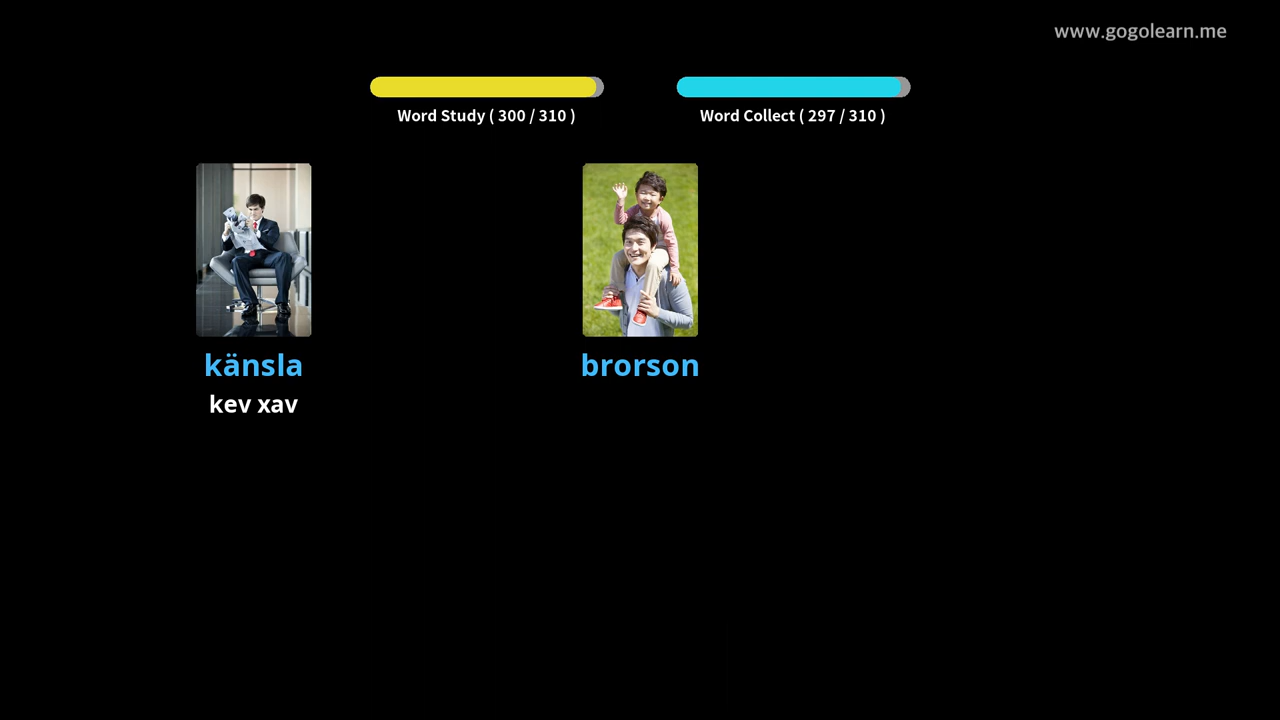 www.gogolearn.me
Word Study ( 300 / 310 )
Word Collect ( 297 / 310 )
känsla
brorson
kev xav